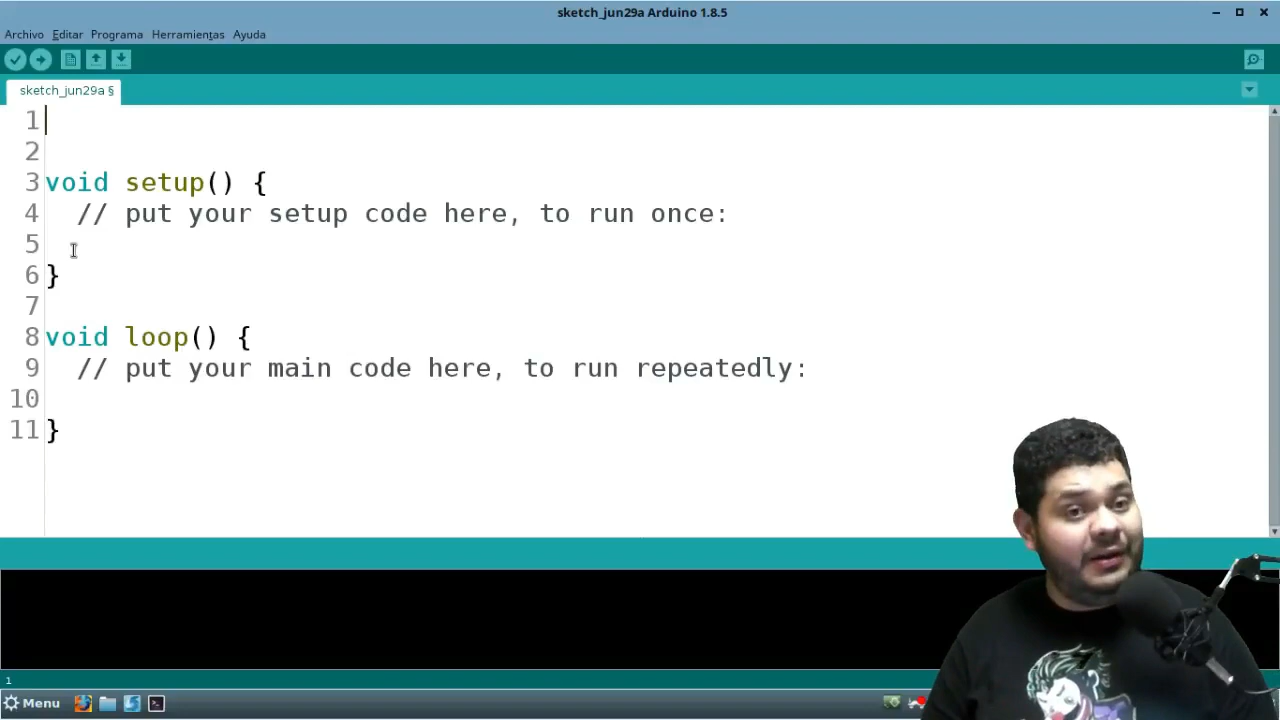 sketch_jun29a Arduino 1.8.5
Archivo Editar Programa Herramientas Ayuda
sketch_jun29a §
1
2
3 void setup() {
4 // put your setup code here, to run once:
5
6 }
7
8 void loop() {
9 // put your main code here, to run repeatedly:
10
11 }
1
Menu